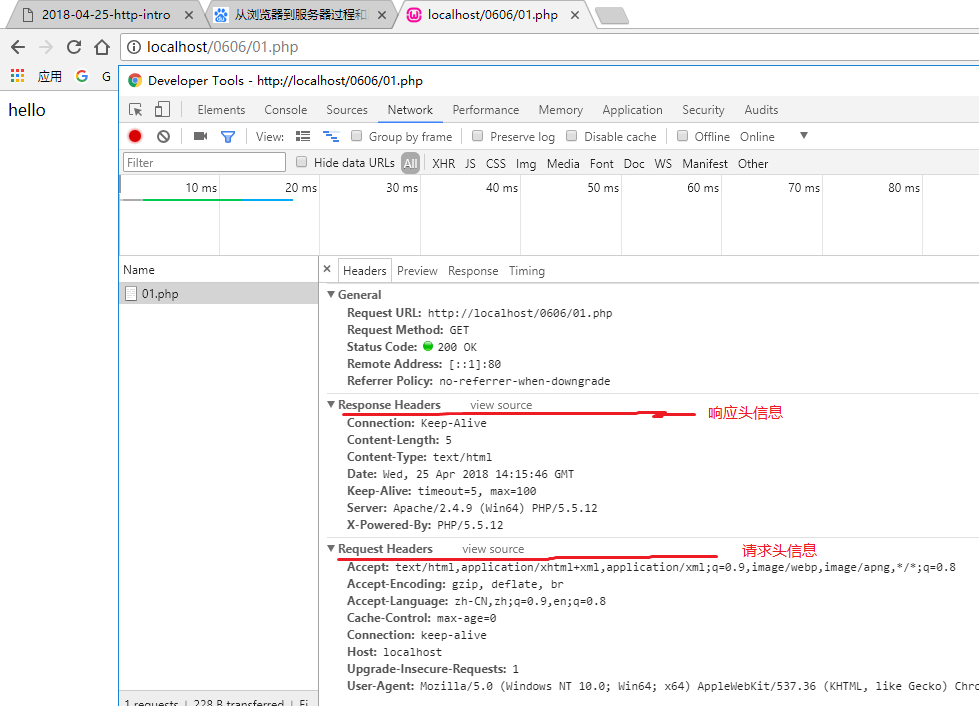 2018-04-25-http-intro
从浏览器到服务器过程和
localhost/0606/01.php
localhost/0606/01.php
应用
G
Developer Tools - http://localhost/0606/01.php
hello
Elements Console Sources Network Performance Memory Application Security Audits
View: Group by frame Preserve log Disable cache Offline Online
Filter Hide data URLs All XHR JS CSS Img Media Font Doc WS Manifest Other
10 ms 20 ms 30 ms 40 ms 50 ms 60 ms 70 ms 80 ms
Name
01.php
Headers Preview Response Timing
General
Request URL: http://localhost/0606/01.php
Request Method: GET
Status Code: 200 OK
Remote Address: [::1]:80
Referrer Policy: no-referrer-when-downgrade
Response Headers view source 响应头信息
Connection: Keep-Alive
Content-Length: 5
Content-Type: text/html
Date: Wed, 25 Apr 2018 14:15:46 GMT
Keep-Alive: timeout=5, max=100
Server: Apache/2.4.9 (Win64) PHP/5.5.12
X-Powered-By: PHP/5.5.12
Request Headers view source 请求头信息
Accept: text/html,application/xhtml+xml,application/xml;q=0.9,image/webp,image/apng,*/*;q=0.8
Accept-Encoding: gzip, deflate, br
Accept-Language: zh-CN,zh;q=0.9,en;q=0.8
Cache-Control: max-age=0
Connection: keep-alive
Host: localhost
Upgrade-Insecure-Requests: 1
User-Agent: Mozilla/5.0 (Windows NT 10.0; Win64; x64) AppleWebKit/537.36 (KHTML, like Gecko) Chro
1 requests | 228 B transferred | Fi